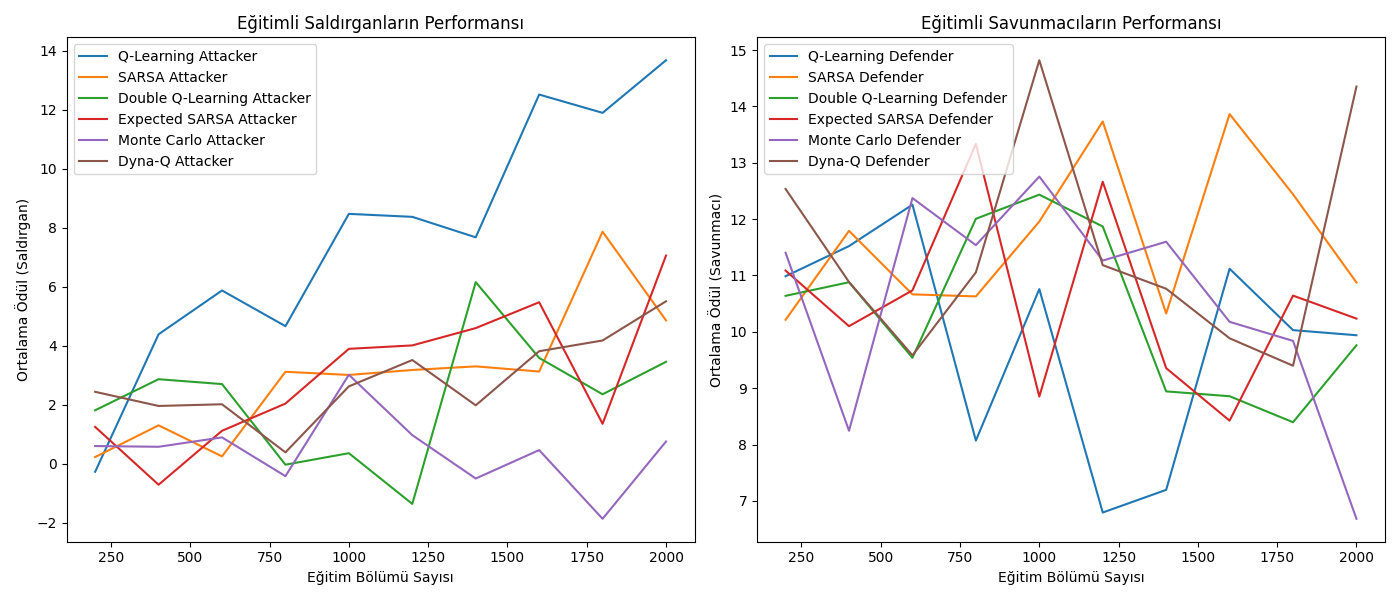 Eğitimli Saldırganların Performansı
Ortalama Ödül (Saldırgan)
14
12
10
8
6
4
2
0
−2
Q-Learning Attacker
SARSA Attacker
Double Q-Learning Attacker
Expected SARSA Attacker
Monte Carlo Attacker
Dyna-Q Attacker
250 500 750 1000 1250 1500 1750 2000
Eğitim Bölümü Sayısı
Eğitimli Savunmacıların Performansı
Ortalama Ödül (Savunmacı)
15
14
13
12
11
10
9
8
7
Q-Learning Defender
SARSA Defender
Double Q-Learning Defender
Expected SARSA Defender
Monte Carlo Defender
Dyna-Q Defender
250 500 750 1000 1250 1500 1750 2000
Eğitim Bölümü Sayısı